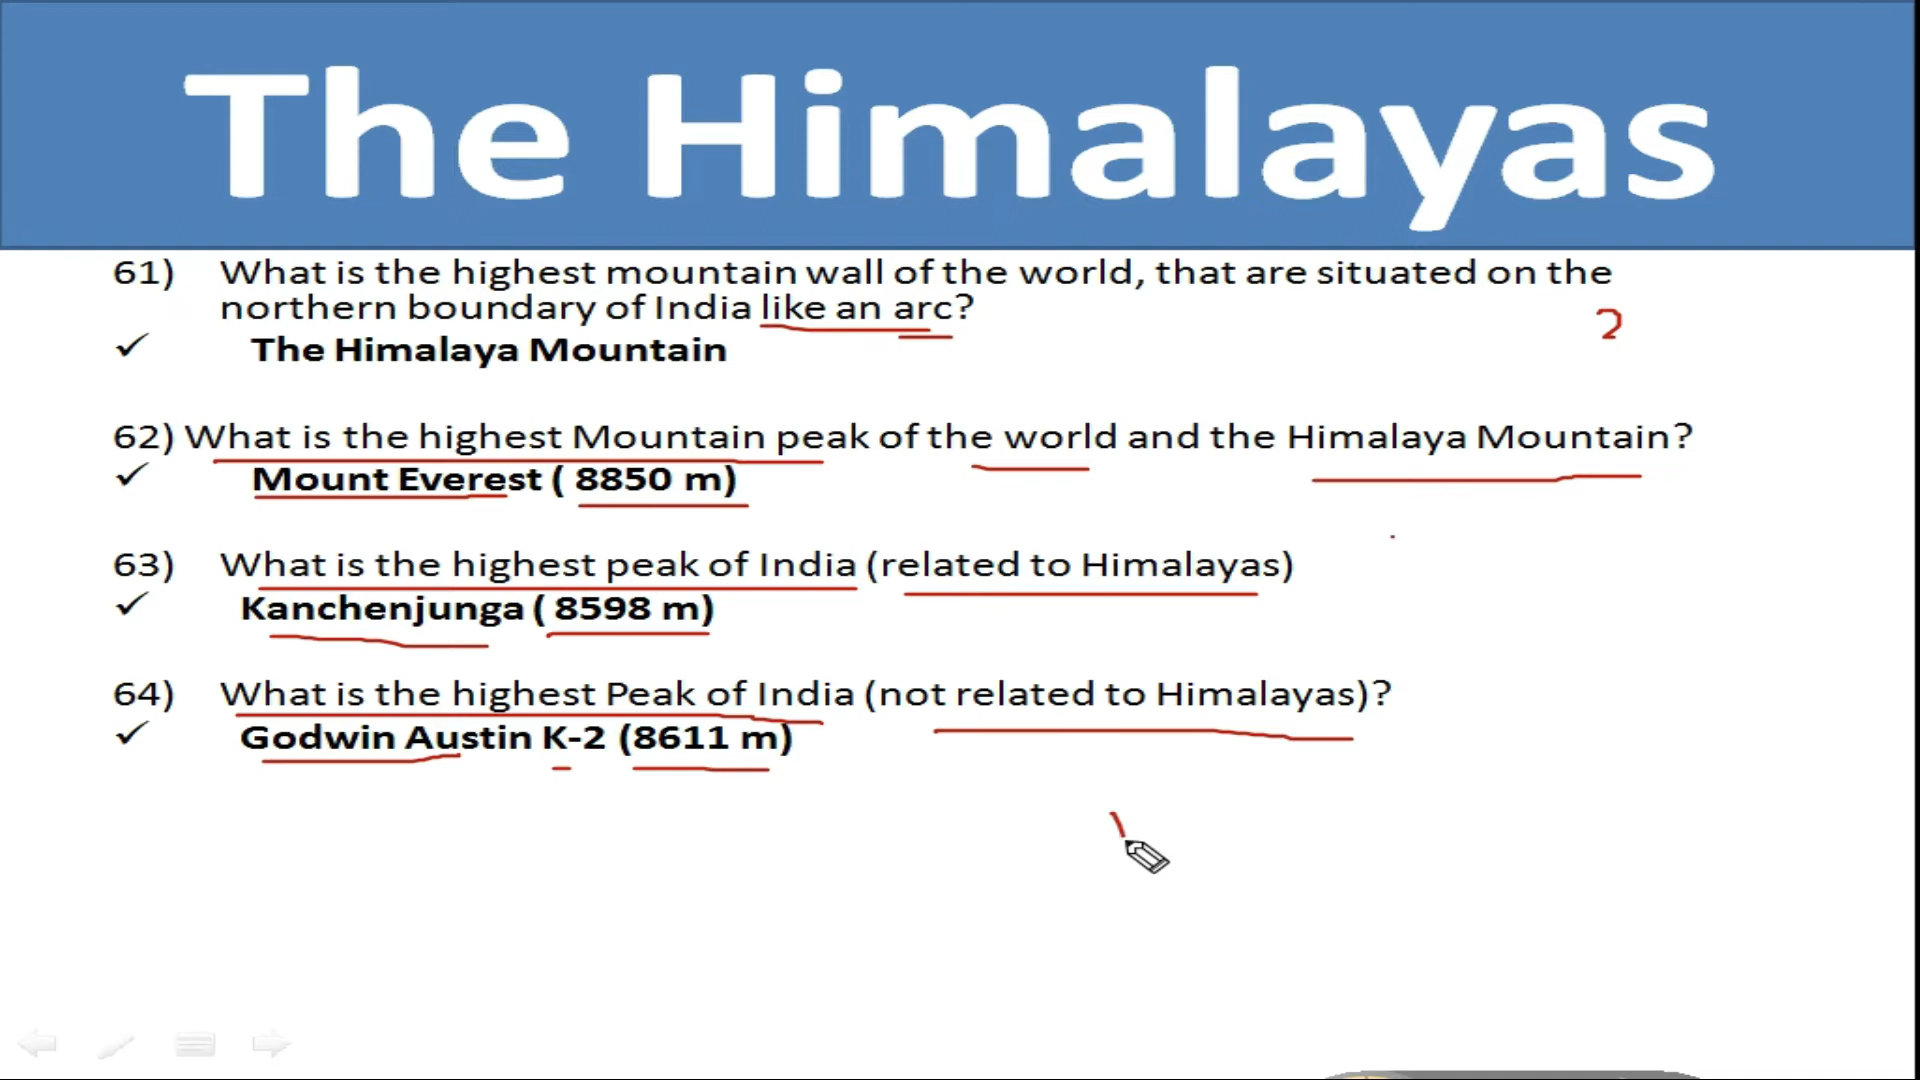 The Himalayas
61) What is the highest mountain wall of the world, that are situated on the
northern boundary of India like an arc?
2
✓ The Himalaya Mountain
62) What is the highest Mountain peak of the world and the Himalaya Mountain?
✓ Mount Everest ( 8850 m)
63) What is the highest peak of India (related to Himalayas)
✓ Kanchenjunga ( 8598 m)
64) What is the highest Peak of India (not related to Himalayas)?
✓ Godwin Austin K-2 (8611 m)